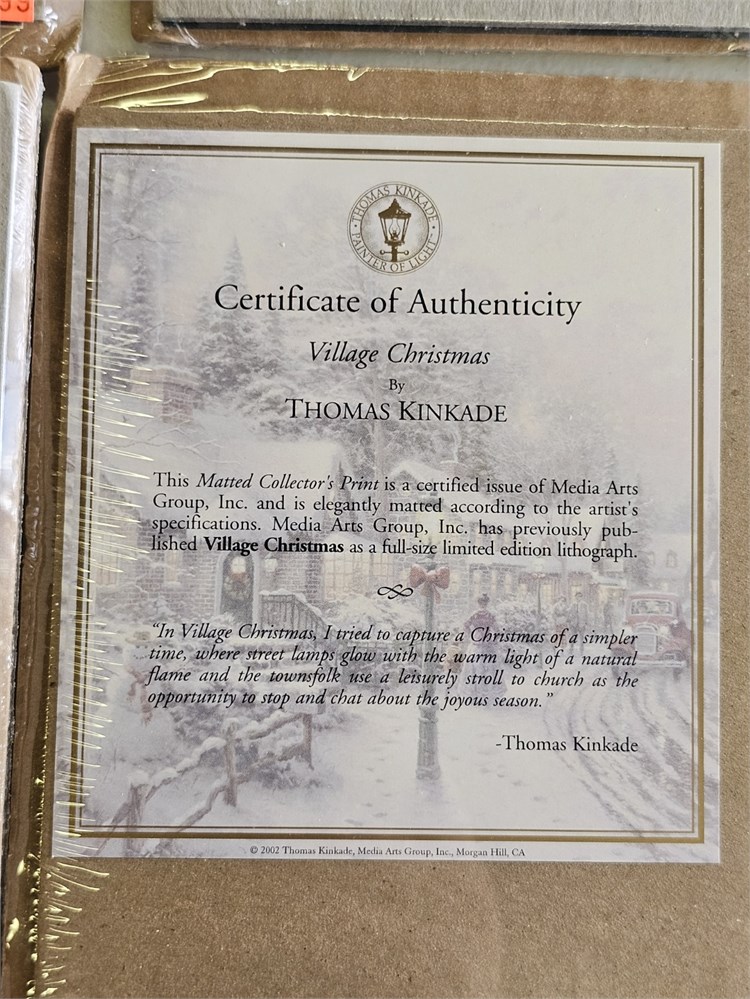 THOMAS KINKADE
PAINTER OF LIGHT
Certificate of Authenticity
Village Christmas
By
THOMAS KINKADE
This Matted Collector's Print is a certified issue of Media Arts
Group, Inc. and is elegantly matted according to the artist's
specifications. Media Arts Group, Inc. has previously pub-
lished Village Christmas as a full-size limited edition lithograph.
"In Village Christmas, I tried to capture a Christmas of a simpler
time, where street lamps glow with the warm light of a natural
flame and the townsfolk use a leisurely stroll to church as the
opportunity to stop and chat about the joyous season."
-Thomas Kinkade
© 2002 Thomas Kinkade, Media Arts Group, Inc., Morgan Hill, CA